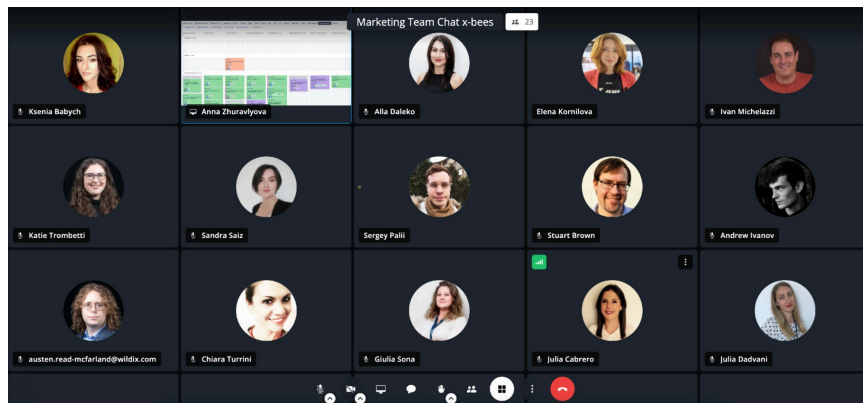 Marketing Team Chat x-bees 23
Ksenia Babych
Anna Zhuravlyova
Alla Daleko
Elena Kornilova
Ivan Michelazzi
Katie Trombetti
Sandra Saiz
Sergey Palii
Stuart Brown
Andrew Ivanov
austen.read-mcfarland@wildix.com
Chiara Turrini
Giulia Sona
Julia Cabrero
Julia Dadvani